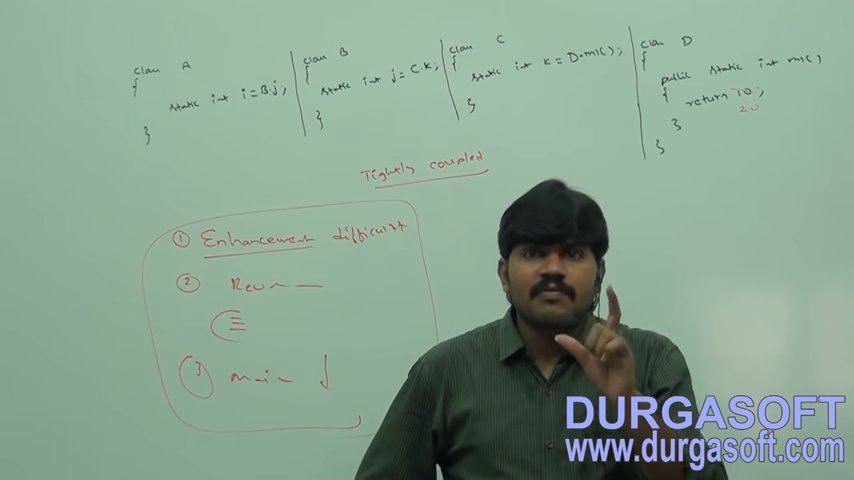 class A
{
static int i=B.j;
}
class B
{
static int j=C.k;
}
class C
{
static int k=D.m1();
}
class D
{
public static int m1()
{
return 10;
20
}
}
Tightly coupled
① Enhancement difficult
②
③ main ↓
DURGASOFT
www.durgasoft.com